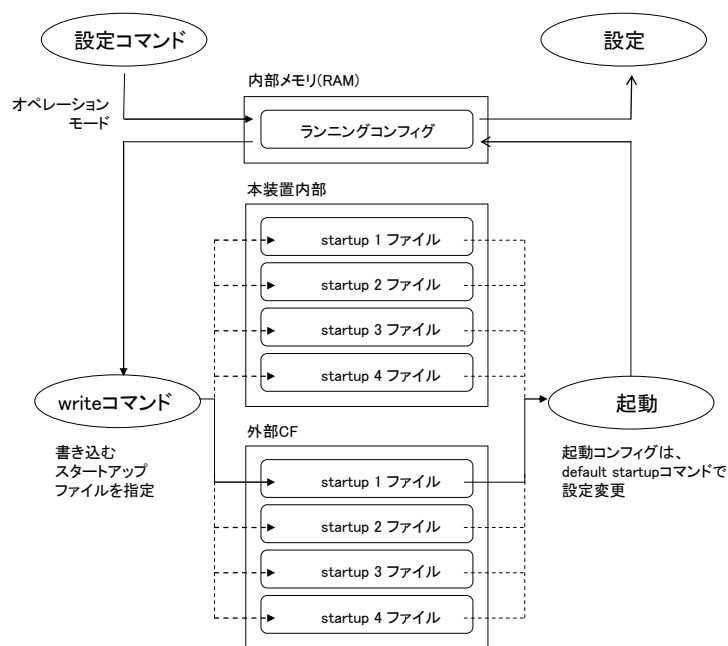 設定コマンド
設定
内部メモリ(RAM)
オペレーション
モード
ランニングコンフィグ
本装置内部
startup 1 ファイル
startup 2 ファイル
startup 3 ファイル
startup 4 ファイル
writeコマンド
起動
外部CF
書き込む
スタートアップ
ファイルを指定
起動コンフィグは、
default startupコマンドで
設定変更
startup 1 ファイル
startup 2 ファイル
startup 3 ファイル
startup 4 ファイル